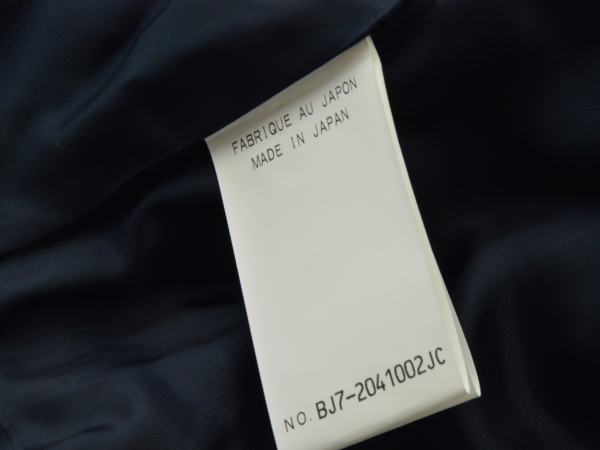 FABRIQUE AU JAPON
MADE IN JAPAN
NO. BJ7-2041002JC